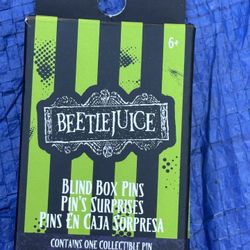 6+
BEETLEJUICE
BLIND BOX PINS
PIN'S SURPRISES
PINS EN CAJA SORPRESA
CONTAINS ONE COLLECTIBLE PIN